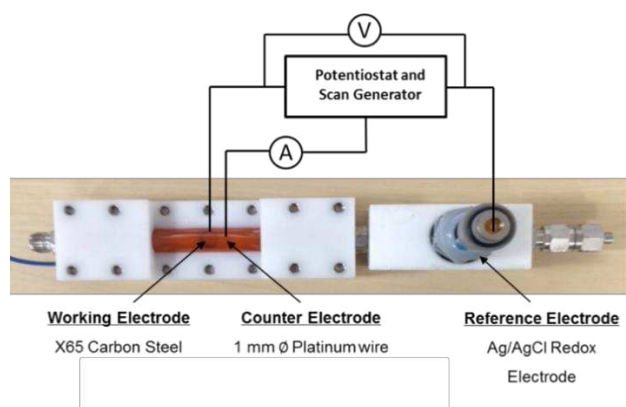 V
Potentiostat and
Scan Generator
A
Working Electrode
X65 Carbon Steel
Counter Electrode
1 mm Ø Platinum wire
Reference Electrode
Ag/AgCl Redox
Electrode